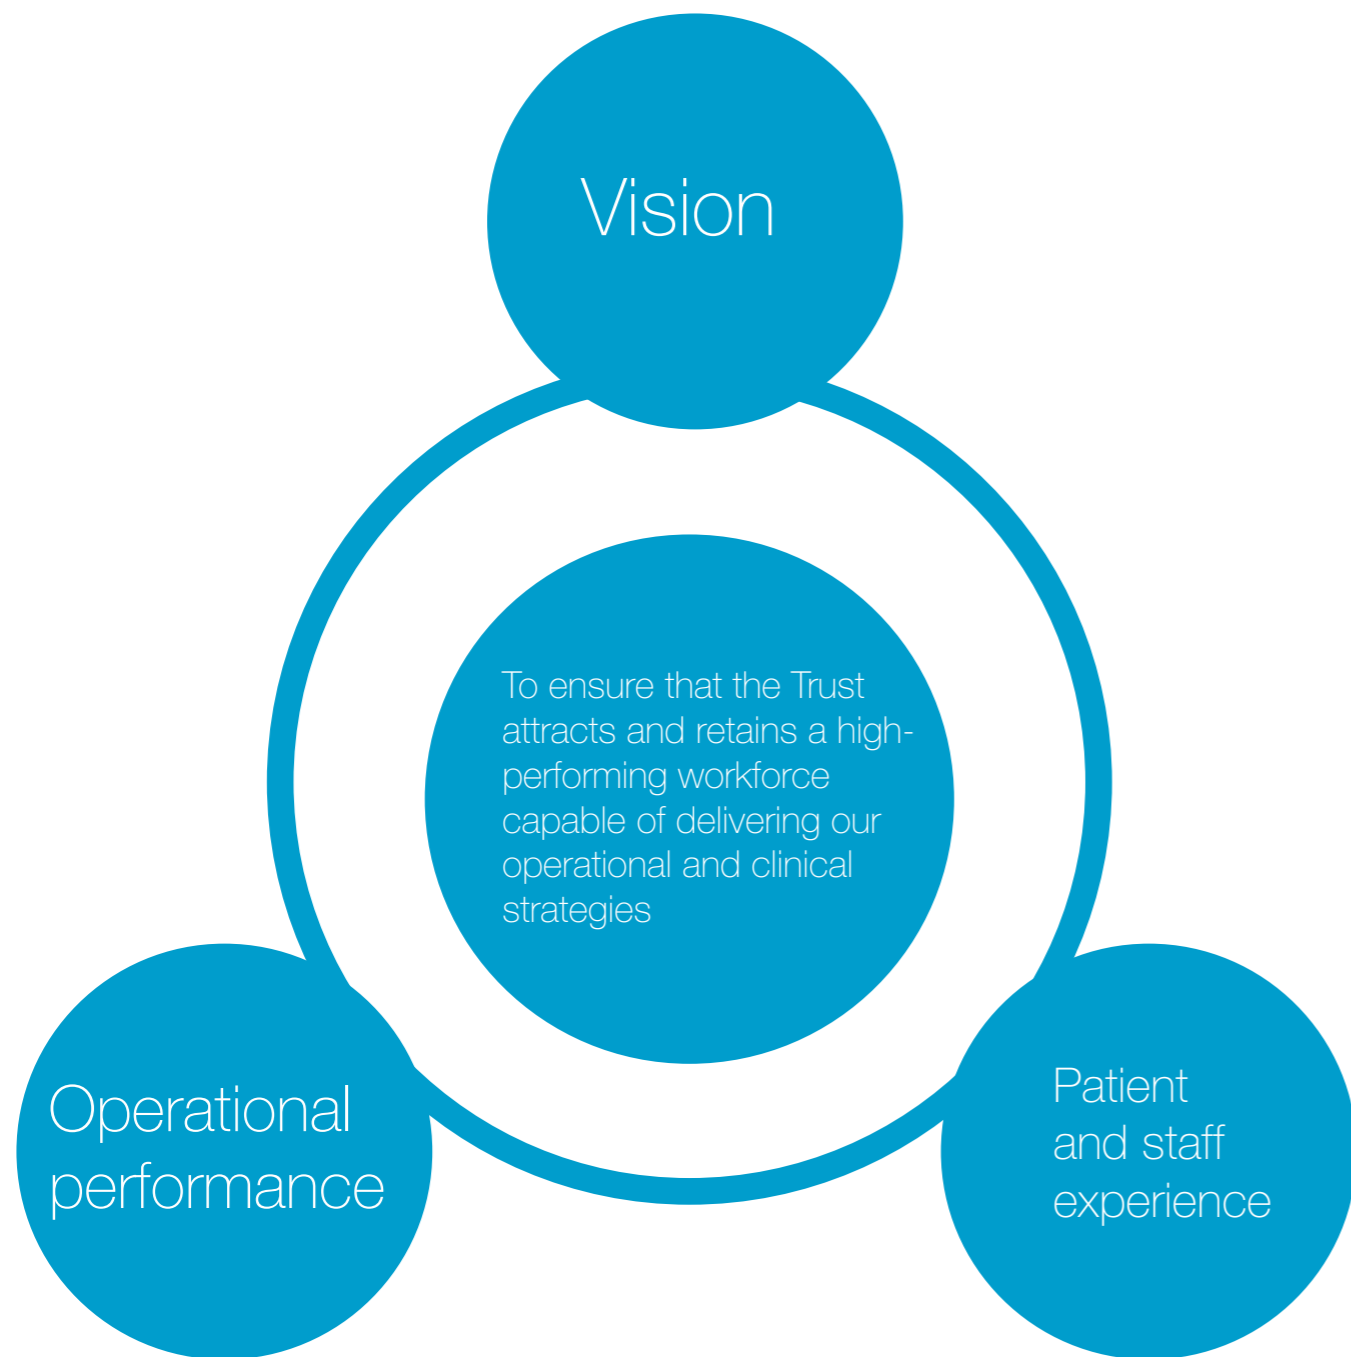 Vision
To ensure that the Trust
attracts and retains a high-
performing workforce
capable of delivering our
operational and clinical
strategies
Operational
performance
Patient
and staff
experience